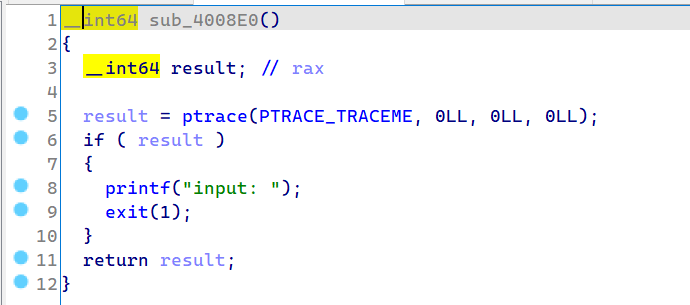 1 __int64 sub_4008E0()
2 {
3 __int64 result; // rax
4
5 result = ptrace(PTRACE_TRACEME, 0LL, 0LL, 0LL);
6 if ( result )
7 {
8 printf("input: ");
9 exit(1);
10 }
11 return result;
12 }